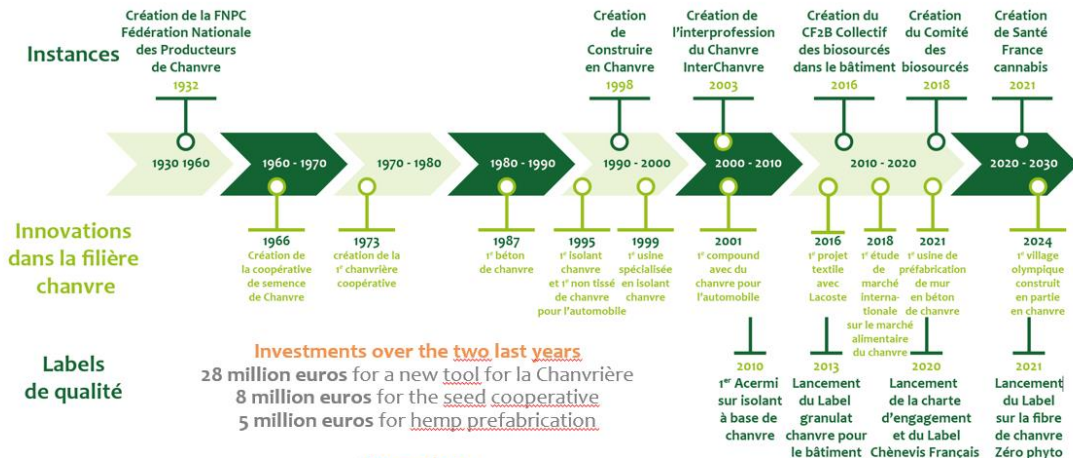 Instances
Création de la FNPC
Fédération Nationale
des Producteurs
de Chanvre
1932
Création
de
Construire
en Chanvre
1998
Création de
l'interprofession
du Chanvre
InterChanvre
2003
Création du
CF2B Collectif
des biosourcés
dans le bâtiment
2016
Création
du Comité
des
biosourcés
2018
Création
de Santé
France
cannabis
2021
1930 1960
1960 - 1970
1970 - 1980
1980 - 1990
1990 - 2000
2000 - 2010
2010 - 2020
2020 - 2030
Innovations
dans la filière
chanvre
1966
Création de
la coopérative
de semence
de Chanvre
1973
création de la
1e chanvrière
coopérative
1987
1e béton
de chanvre
1995
1e isolant
chanvre
et 1e non tissé
de chanvre
pour l'automobile
1999
1e usine
spécialisée
en isolant
chanvre
2001
1e compound
avec du
chanvre pour
l'automobile
2016
1e projet
textile
avec
Lacoste
2018
1e étude
de
marché
interna-
tionale
sur le marché
alimentaire
du chanvre
2021
1e usine de
préfabrication
de mur
en béton
de chanvre
2024
1e village
olympique
construit
en partie
en chanvre
Labels
de qualité
Investments over the two last years
28 million euros for a new tool for la Chanvrière
8 million euros for the seed cooperative
5 million euros for hemp prefabrication
2010
1er Acermi
sur isolant
à base de
chanvre
2013
Lancement
du Label
granulat
chanvre pour
le bâtiment
2020
Lancement
de la charte
d'engagement
et du Label
Chènevis Français
2021
Lancement
du Label
sur la fibre
de chanvre
Zéro phyto